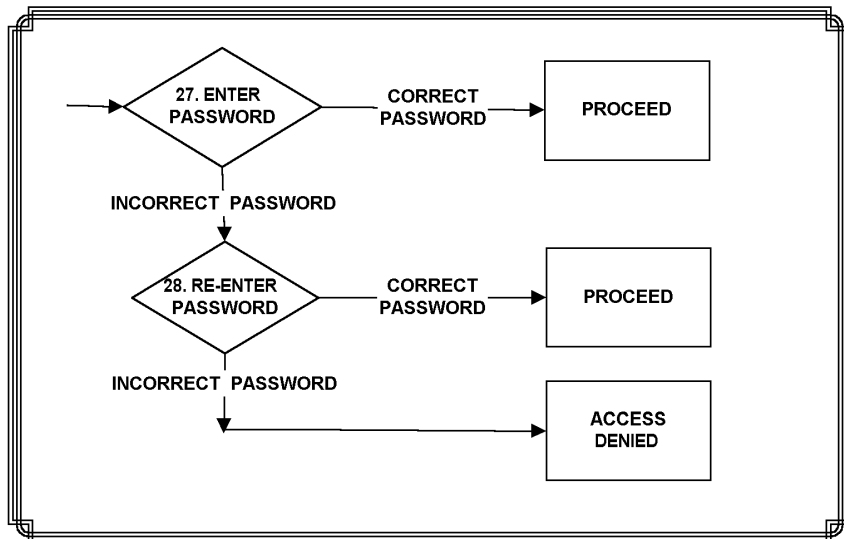 27. ENTER
PASSWORD
CORRECT
PASSWORD
PROCEED
INCORRECT PASSWORD
28. RE-ENTER
PASSWORD
CORRECT
PASSWORD
PROCEED
INCORRECT PASSWORD
ACCESS
DENIED